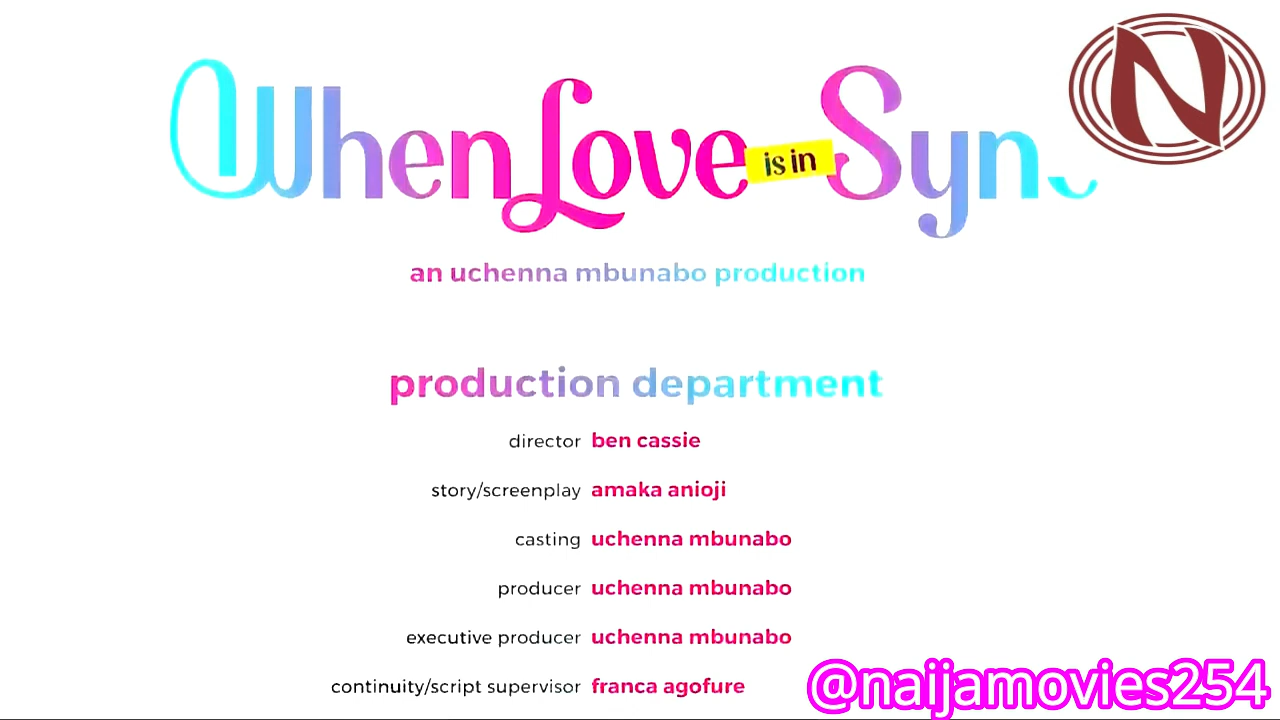 When Love is in Syn
N
an uchenna mbunabo production
production department
director ben cassie
story/screenplay amaka anioji
casting uchenna mbunabo
producer uchenna mbunabo
executive producer uchenna mbunabo
continuity/script supervisor franca agofure
@naijamovies254